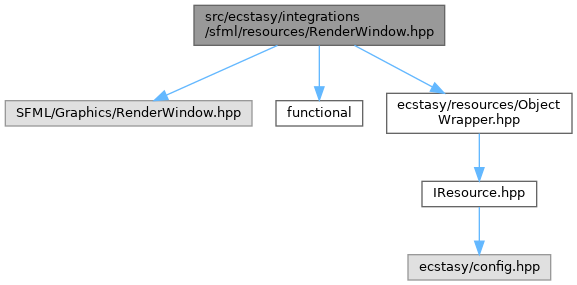 src/ecstasy/integrations
/sfml/resources/RenderWindow.hpp
SFML/Graphics/RenderWindow.hpp
functional
ecstasy/resources/Object
Wrapper.hpp
IResource.hpp
ecstasy/config.hpp